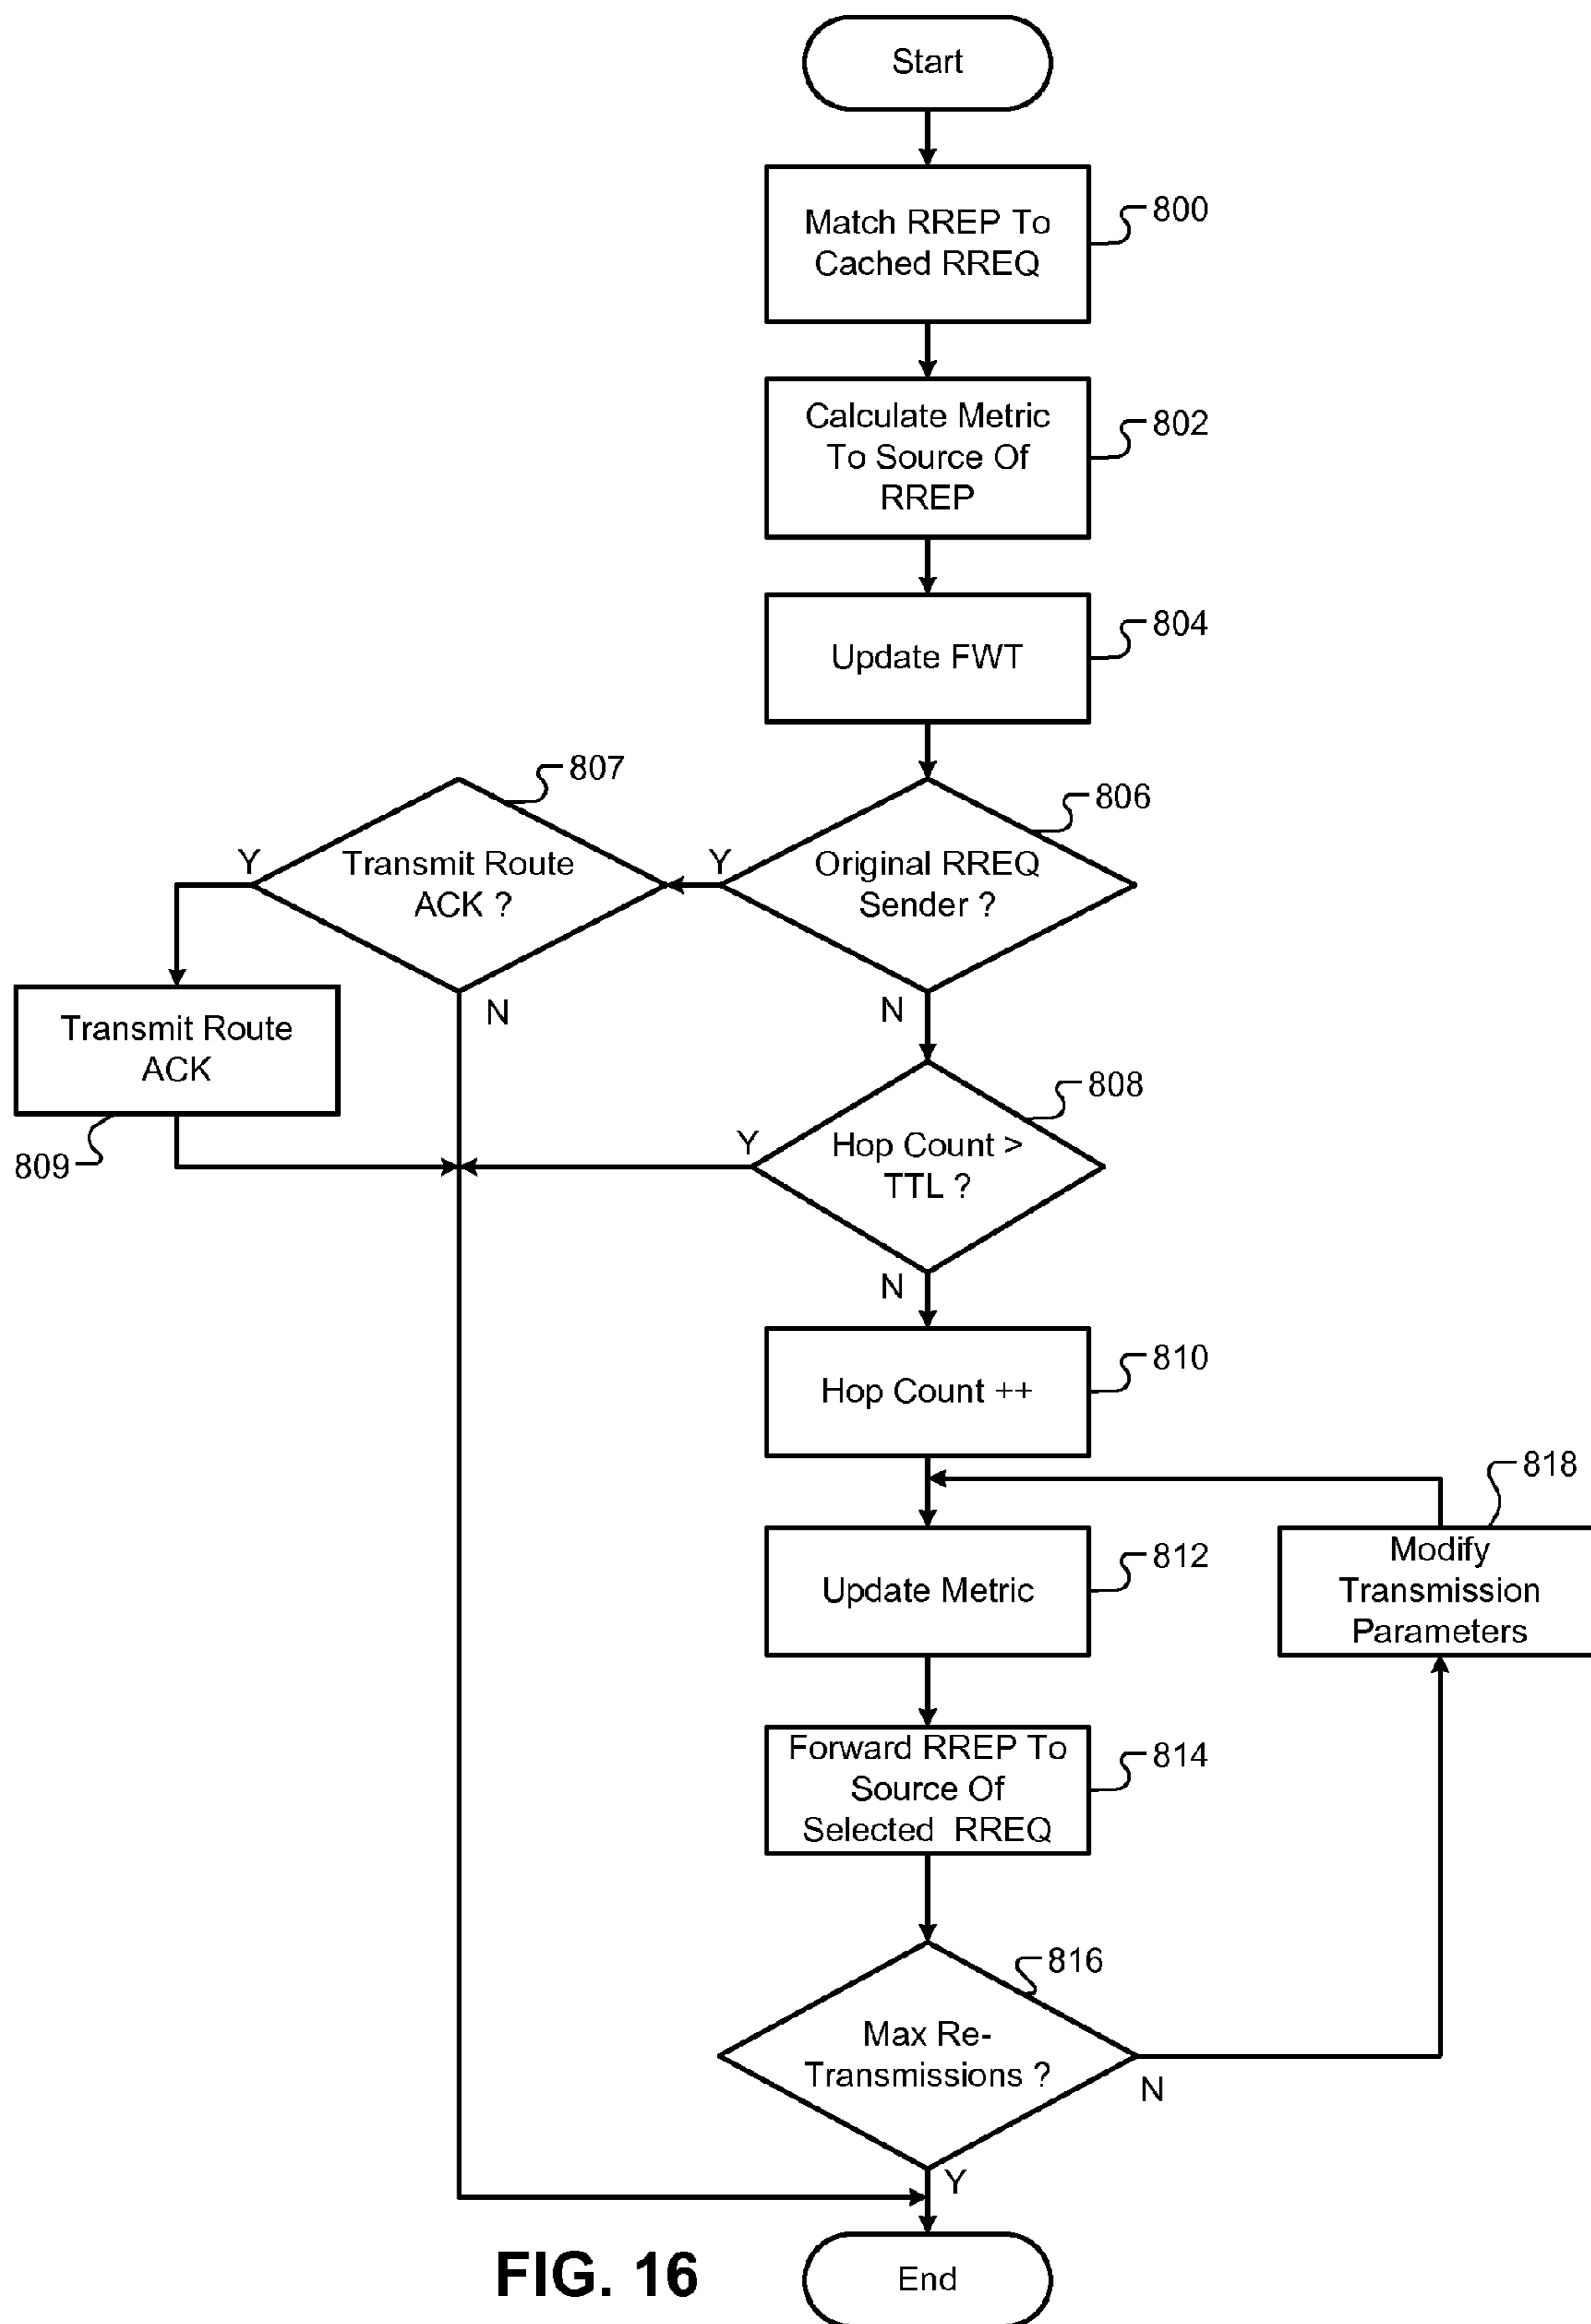 Start
Match RREP To
Cached RREQ
800
Calculate Metric
To Source Of
RREP
802
Update FWT
804
807
806
Y
Transmit Route
ACK ?
Y
Original RREQ
Sender ?
N
N
Transmit Route
ACK
809
808
Y
Hop Count >
TTL ?
N
Hop Count ++
810
818
Update Metric
812
Modify
Transmission
Parameters
Forward RREP To
Source Of
Selected RREQ
814
816
Max Re-
Transmissions ?
N
Y
FIG. 16
End